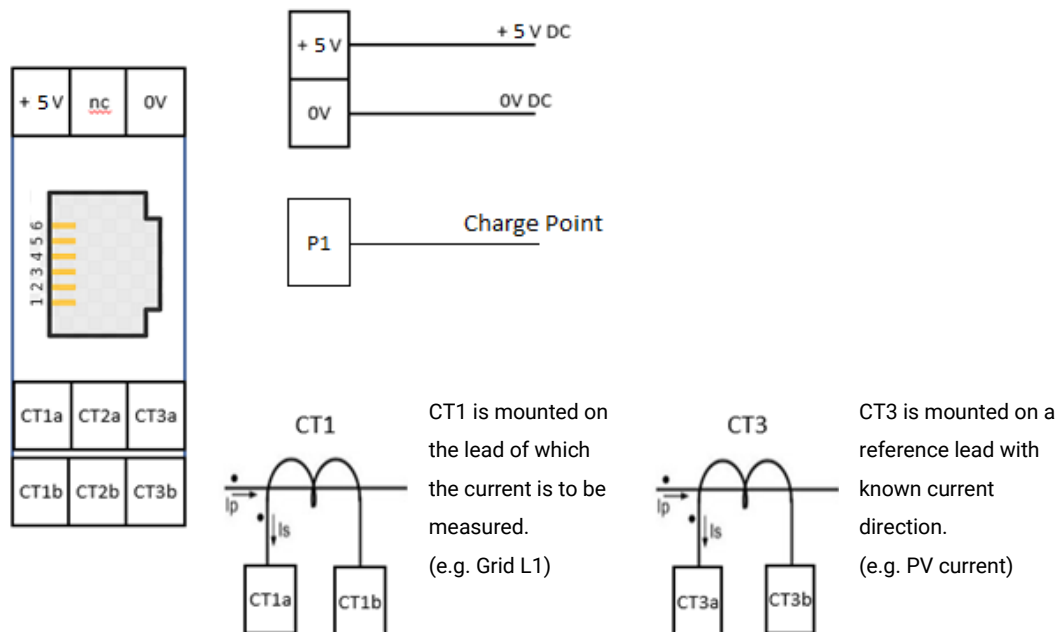 + 5 V
+ 5 V DC
0V
0V DC
+ 5 V
nc
0V
P1
Charge Point
6
5
4
3
2
1
CT1a
CT2a
CT3a
CT1b
CT2b
CT3b
CT1
Ip
Is
CT1a
CT1b
CT1 is mounted on
the lead of which
the current is to be
measured.
(e.g. Grid L1)
CT3
Ip
Is
CT3a
CT3b
CT3 is mounted on a
reference lead with
known current
direction.
(e.g. PV current)